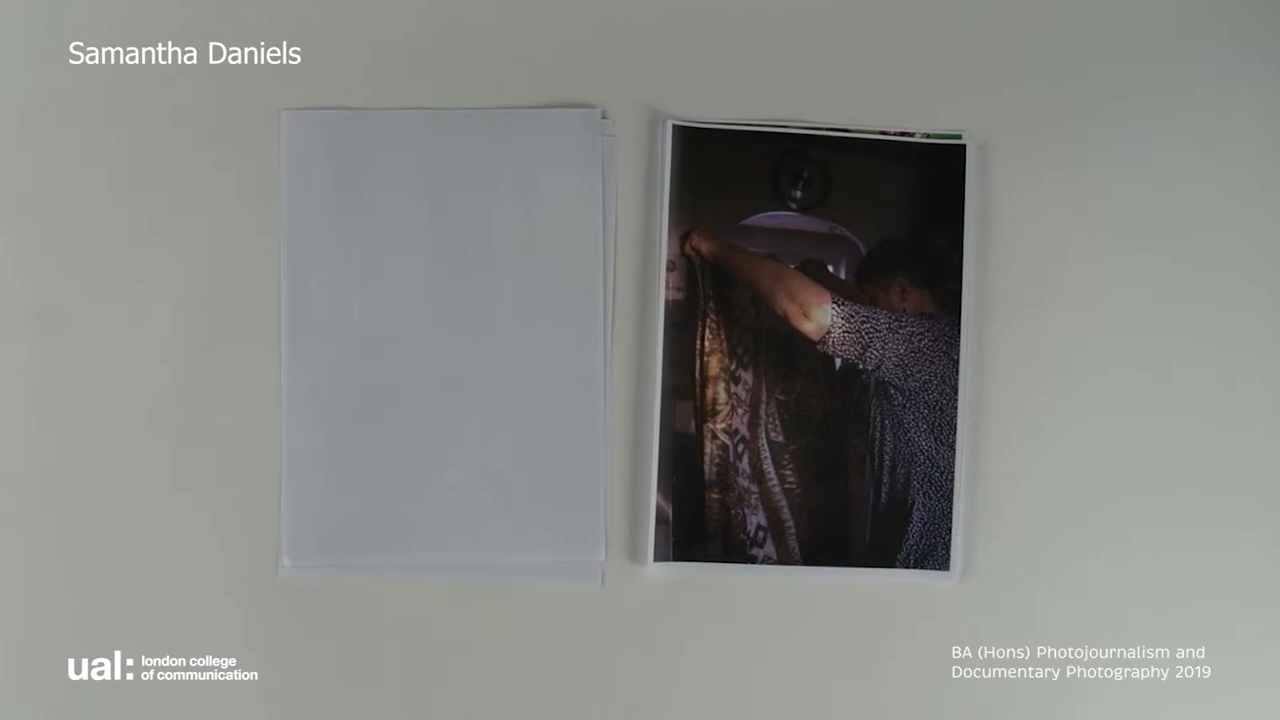 Samantha Daniels
ual: london college
of communication
BA (Hons) Photojournalism and
Documentary Photography 2019